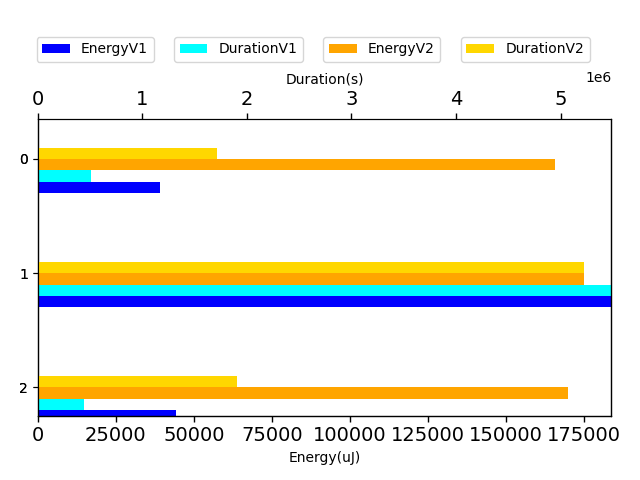 EnergyV1 DurationV1 EnergyV2 DurationV2
Duration(s)
1e6
0 1 2 3 4 5
0
1
2
0 25000 50000 75000 100000 125000 150000 175000
Energy(uJ)